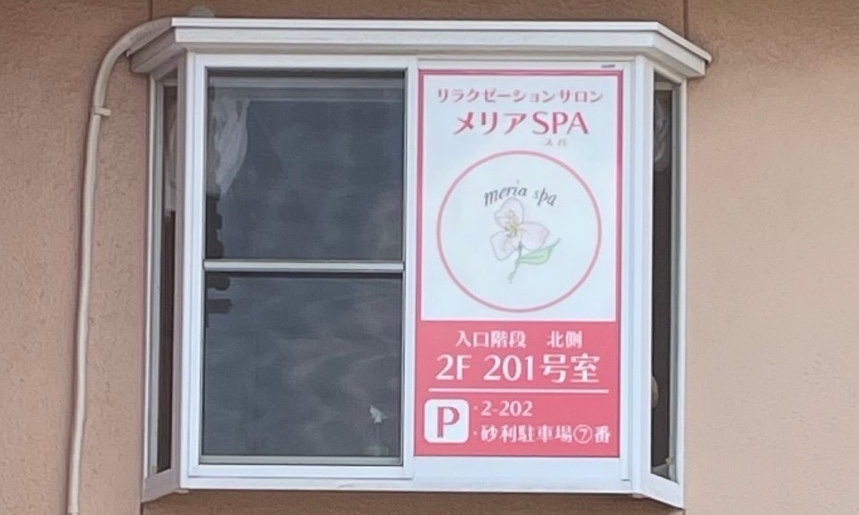 リラクゼーションサロン
メリアSPA
スパ
meria spa
入口階段 北側
2F 201号室
P
・2-202
・砂利駐車場⑦番